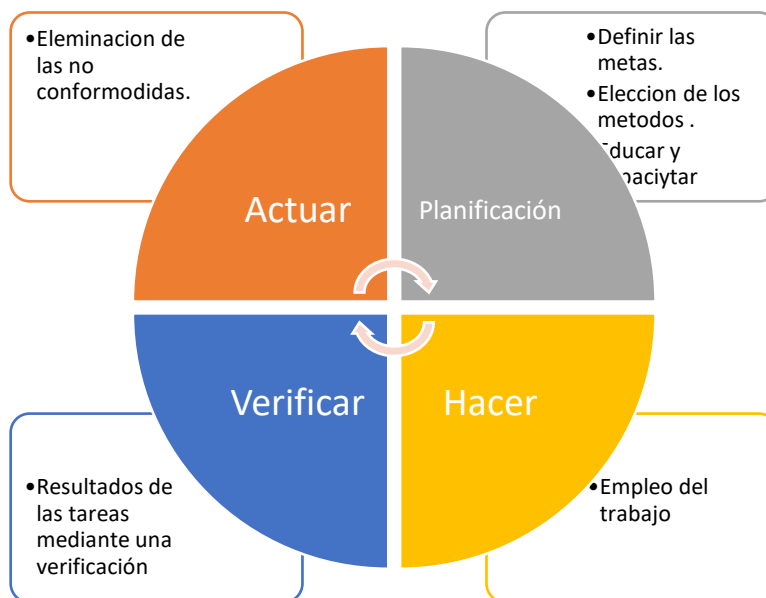 •Eleminacion de
las no
conformodidas.
Actuar
•Definir las
metas.
•Eleccion de los
metodos .
y
Planificación
Verificar
•Resultados de
las tareas
mediante una
verificación
Hacer
•Empleo del
trabajo